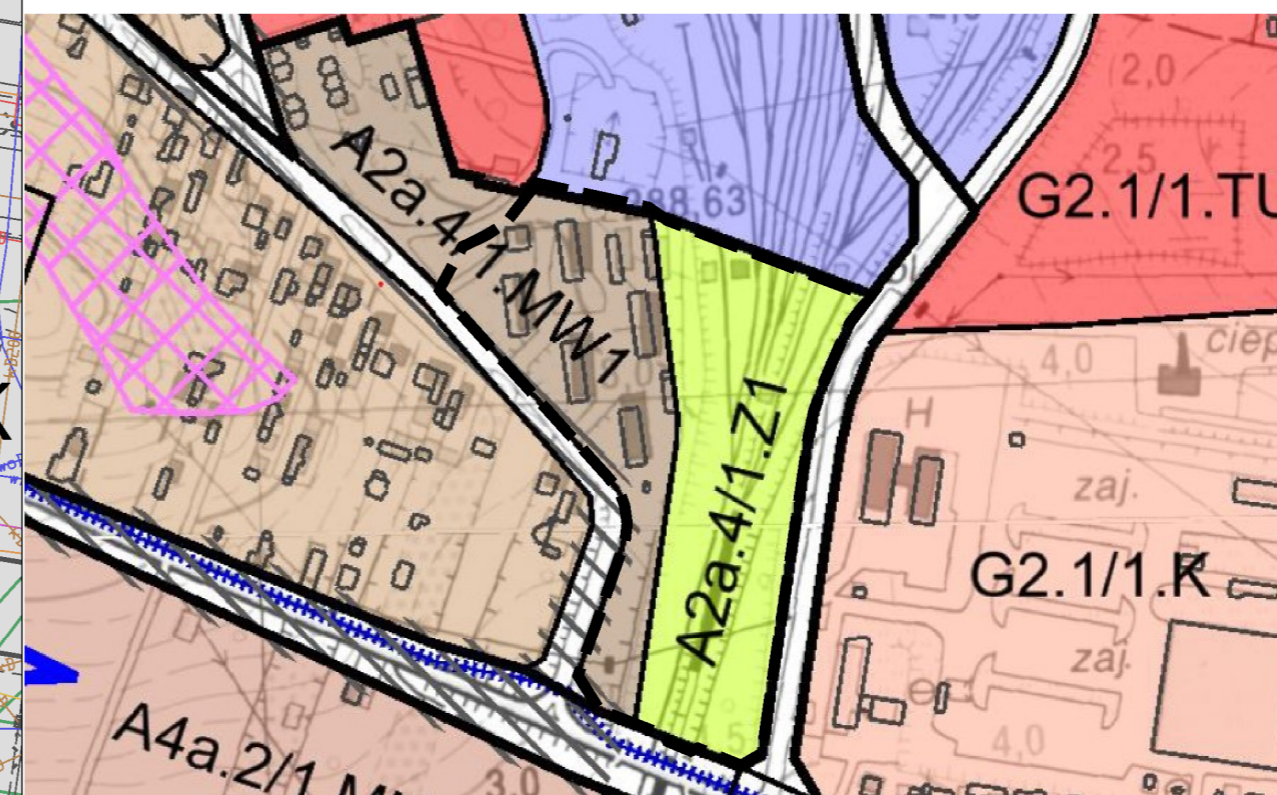 2,0
2,5
G2.1/1.TU
A2a.4/1.MW1
288,63
4,0
ciep
H
A2a.4/1.Z1
zaj.
G2.1/1.K
zaj.
e
A4a.2/1.M
4,0
3,0